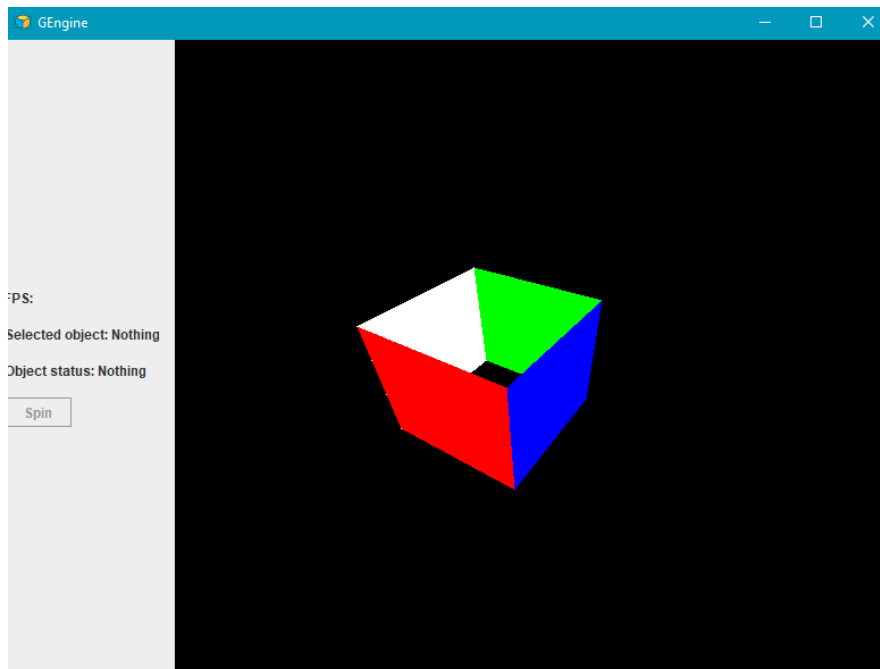 GEngine
FPS:
Selected object: Nothing
Object status: Nothing
Spin